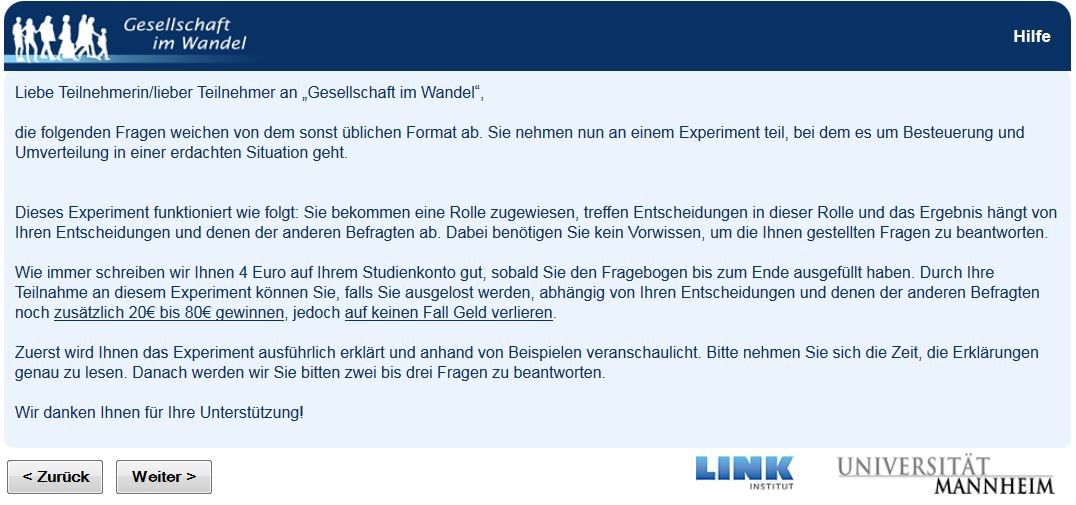 Gesellschaft
im Wandel
Hilfe
Liebe Teilnehmerin/lieber Teilnehmer an „Gesellschaft im Wandel“,
die folgenden Fragen weichen von dem sonst üblichen Format ab. Sie nehmen nun an einem Experiment teil, bei dem es um Besteuerung und
Umverteilung in einer erdachten Situation geht.
Dieses Experiment funktioniert wie folgt: Sie bekommen eine Rolle zugewiesen, treffen Entscheidungen in dieser Rolle und das Ergebnis hängt von
Ihren Entscheidungen und denen der anderen Befragten ab. Dabei benötigen Sie kein Vorwissen, um die Ihnen gestellten Fragen zu beantworten.
Wie immer schreiben wir Ihnen 4 Euro auf Ihrem Studienkonto gut, sobald Sie den Fragebogen bis zum Ende ausgefüllt haben. Durch Ihre
Teilnahme an diesem Experiment können Sie, falls Sie ausgelost werden, abhängig von Ihren Entscheidungen und denen der anderen Befragten
noch zusätzlich 20€ bis 80€ gewinnen, jedoch auf keinen Fall Geld verlieren.
Zuerst wird Ihnen das Experiment ausführlich erklärt und anhand von Beispielen veranschaulicht. Bitte nehmen Sie sich die Zeit, die Erklärungen
genau zu lesen. Danach werden wir Sie bitten zwei bis drei Fragen zu beantworten.
Wir danken Ihnen für Ihre Unterstützung!
< Zurück
Weiter >
LINK
INSTITUT
UNIVERSITÄT
MANNHEIM